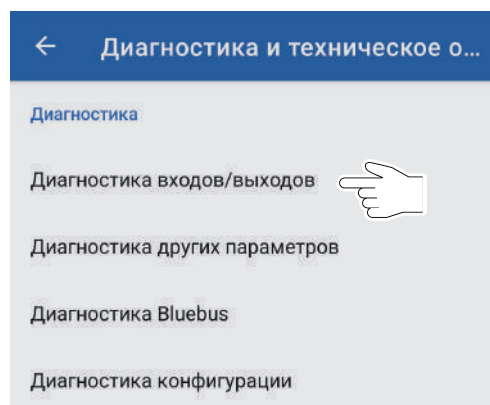 Диагностика и техническое о...
Диагностика
Диагностика входов/выходов
Диагностика других параметров
Диагностика Bluebus
Диагностика конфигурации